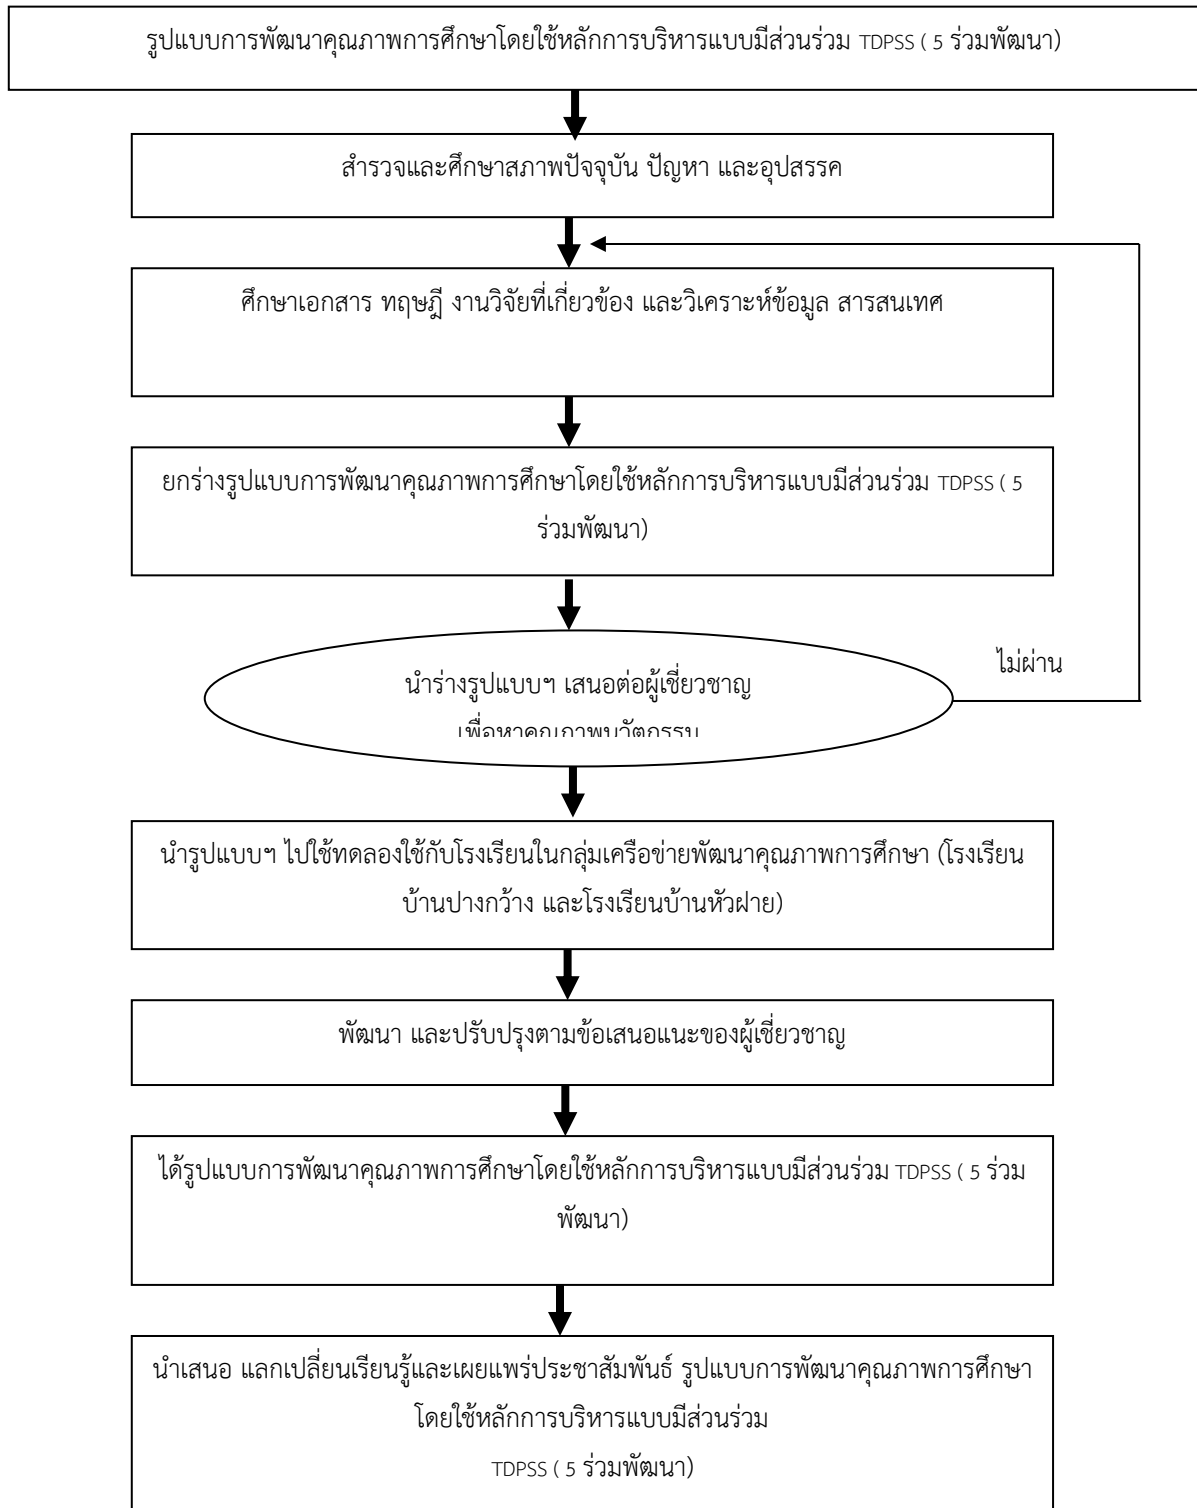 รูปแบบการพัฒนาคุณภาพการศึกษาโดยใช้หลักการบริหารแบบมีส่วนร่วม TDPSS ( 5 ร่วมพัฒนา)
สำรวจและศึกษาสภาพปัจจุบัน ปัญหา และอุปสรรค
ศึกษาเอกสาร ทฤษฎี งานวิจัยที่เกี่ยวข้อง และวิเคราะห์ข้อมูล สารสนเทศ
ยกร่างรูปแบบการพัฒนาคุณภาพการศึกษาโดยใช้หลักการบริหารแบบมีส่วนร่วม TDPSS ( 5
ร่วมพัฒนา)
ไม่ผ่าน
นำร่างรูปแบบฯ เสนอต่อผู้เชี่ยวชาญ
เพื่อหาคุณภาพนวัตกรรม
นำรูปแบบฯ ไปใช้ทดลองใช้กับโรงเรียนในกลุ่มเครือข่ายพัฒนาคุณภาพการศึกษา (โรงเรียน
บ้านปางกว้าง และโรงเรียนบ้านหัวฝาย)
พัฒนา และปรับปรุงตามข้อเสนอแนะของผู้เชี่ยวชาญ
ได้รูปแบบการพัฒนาคุณภาพการศึกษาโดยใช้หลักการบริหารแบบมีส่วนร่วม TDPSS ( 5 ร่วม
พัฒนา)
นำเสนอ แลกเปลี่ยนเรียนรู้และเผยแพร่ประชาสัมพันธ์ รูปแบบการพัฒนาคุณภาพการศึกษา
โดยใช้หลักการบริหารแบบมีส่วนร่วม
TDPSS ( 5 ร่วมพัฒนา)